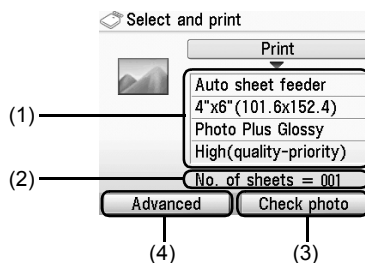 Select and print
Print
Auto sheet feeder
4"x6"(101.6x152.4)
(1)
Photo Plus Glossy
High(quality-priority)
(2)
No. of sheets = 001
Advanced
Check photo
(4)
(3)